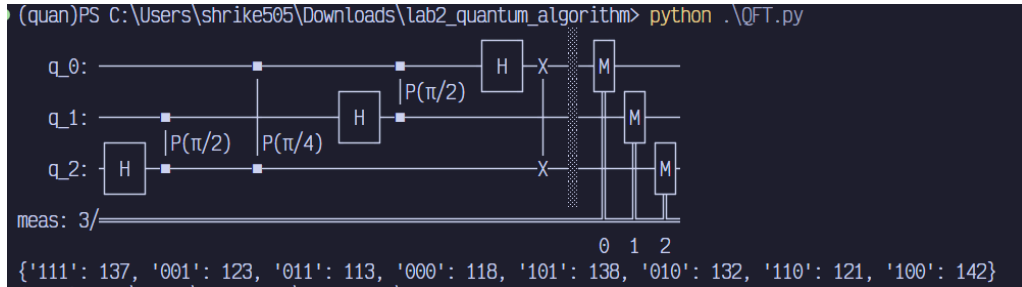 (quan)PS C:\Users\shrike505\Downloads\lab2_quantum_algorithm> python .\QFT.py
q_0: H X M
P(π/2)
q_1: H M
P(π/2) P(π/4)
q_2: H X M
meas: 3/
0 1 2
{'111': 137, '001': 123, '011': 113, '000': 118, '101': 138, '010': 132, '110': 121, '100': 142}